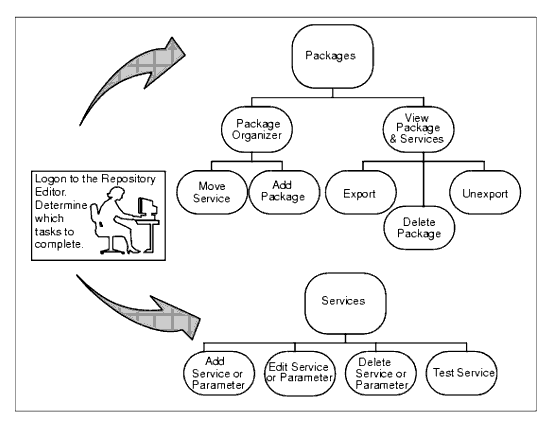 Packages
Package
Organizer
View
Package
& Services
Move
Service
Add
Package
Export
Delete
Package
Unexport
Logon to the Repository
Editor.
Determine
which
tasks to
complete.
Services
Add
Service or
Parameter
Edit Service
or Parameter
Delete
Service or
Parameter
Test Service